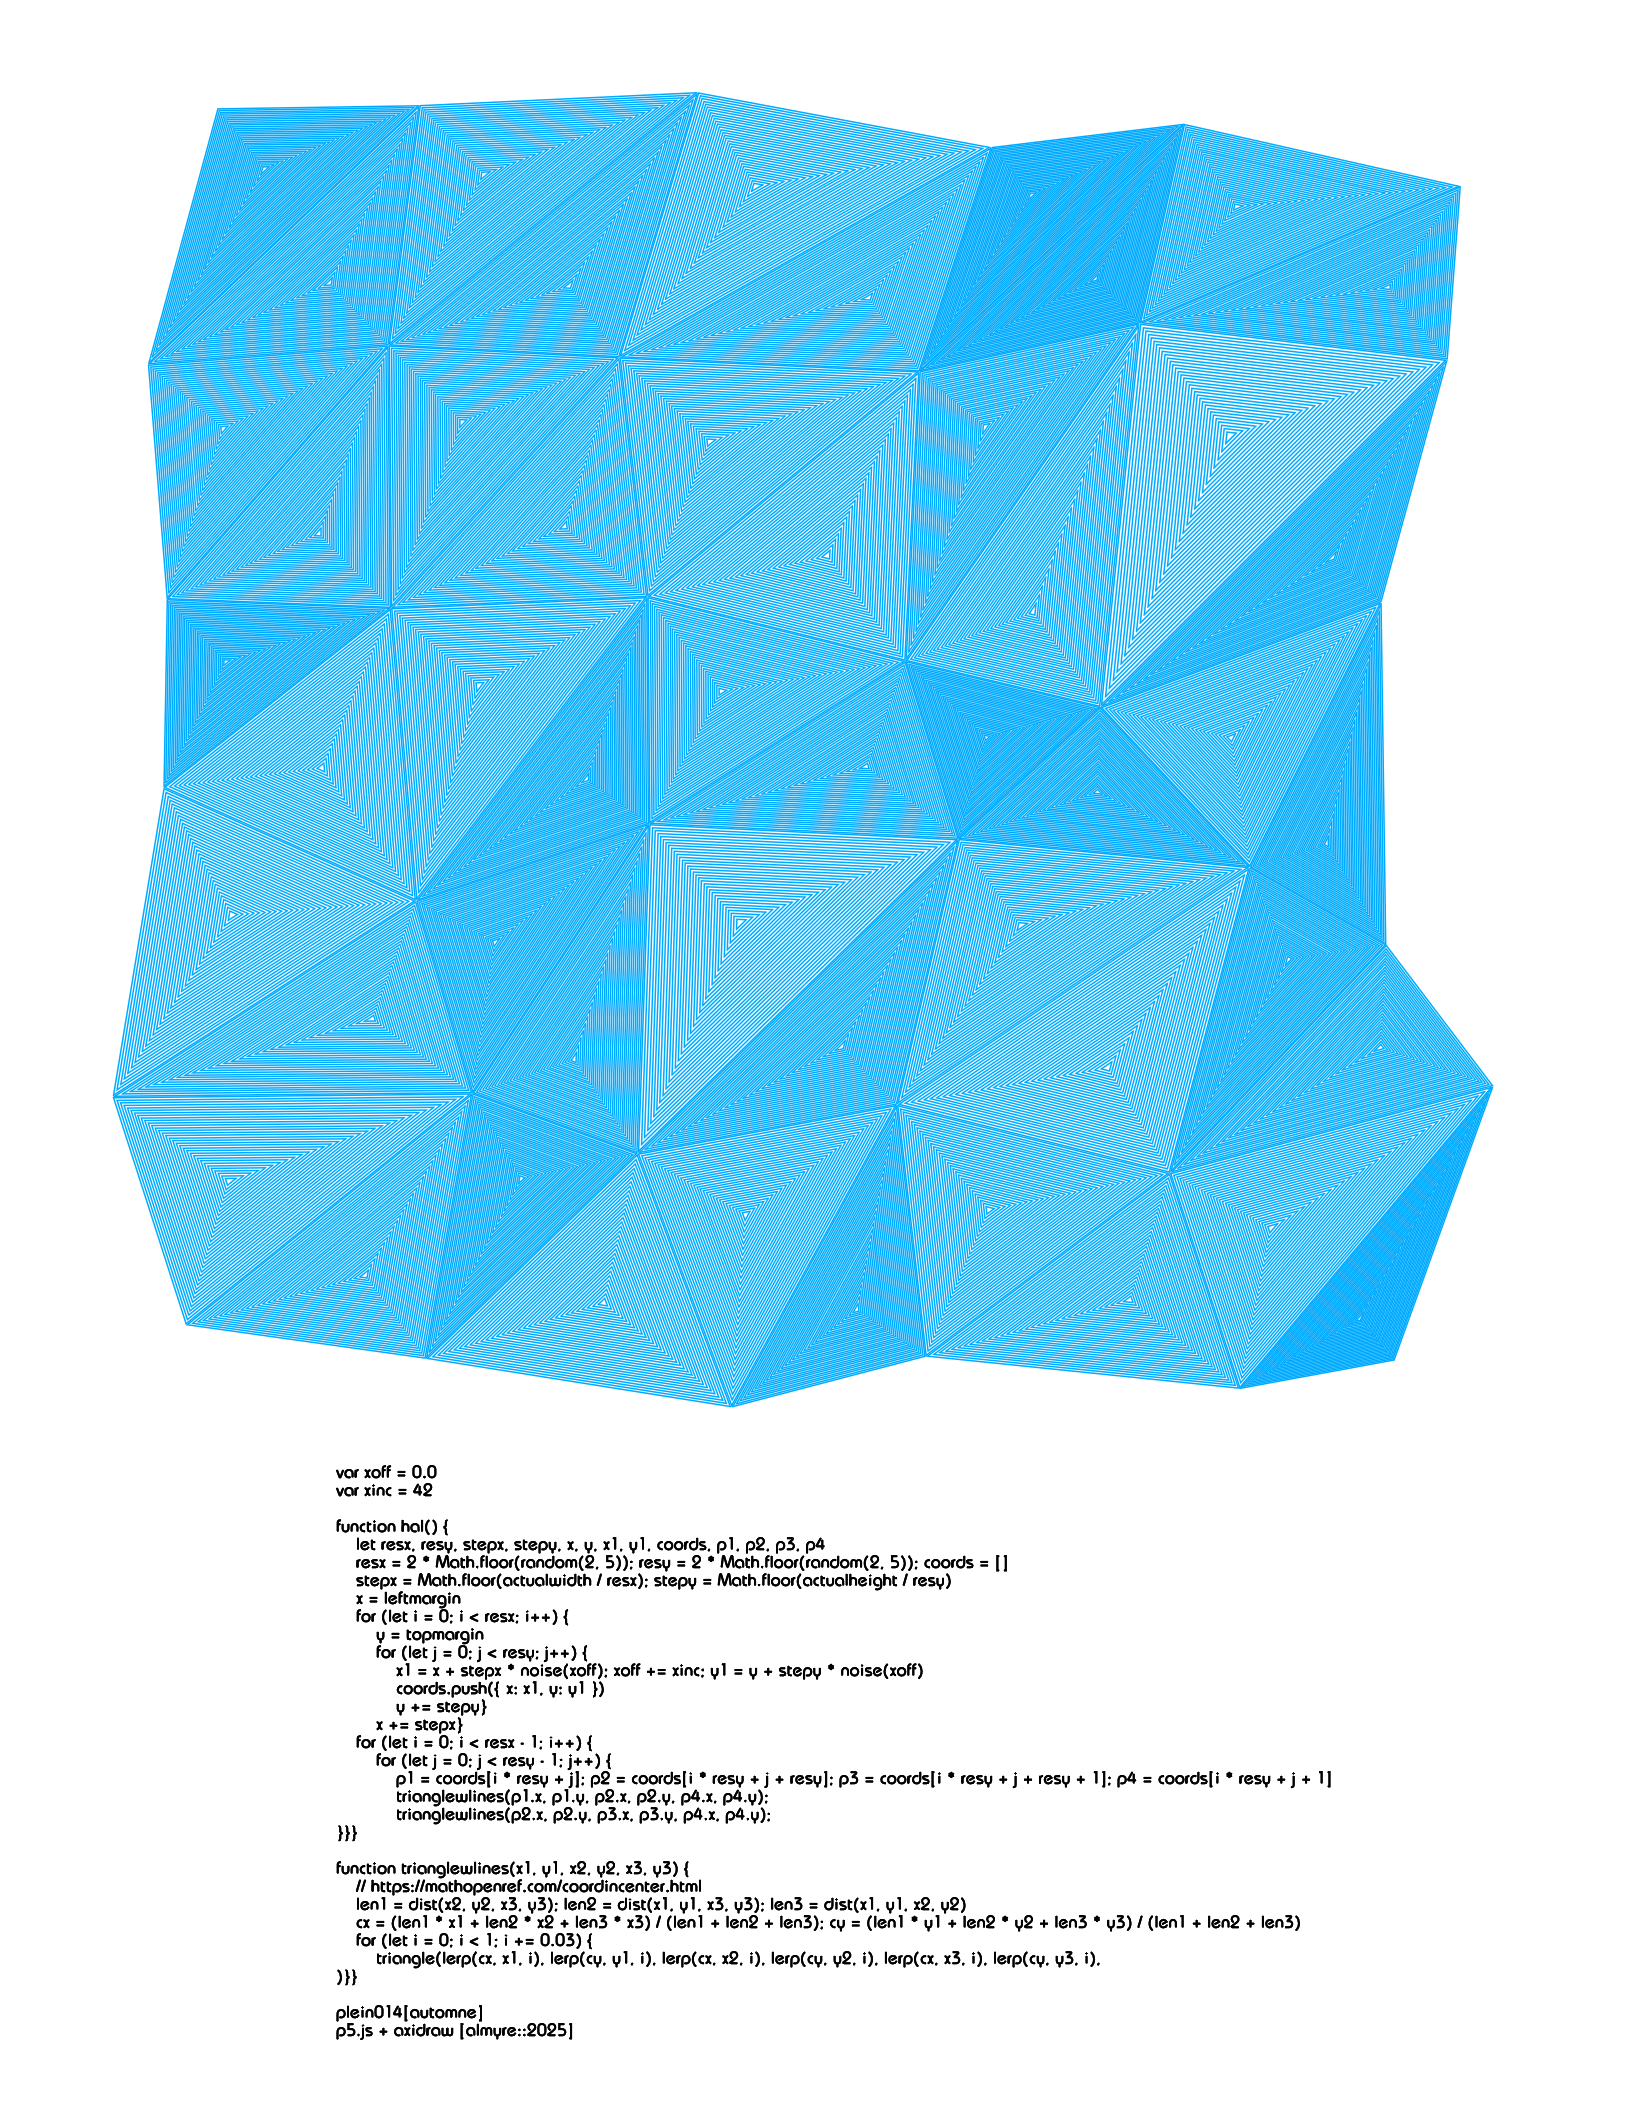 var xoff = 0.0
var xinc = 42

function hal() {
    let resx, resy, stepx, stepy, x, y, x1, y1, coords, p1, p2, p3, p4
    resx = 2 * Math.floor(random(2, 5)); resy = 2 * Math.floor(random(2, 5)); coords = []
    stepx = Math.floor(actualwidth / resx); stepy = Math.floor(actualheight / resy)
    x = leftmargin
    for (let i = 0; i < resx; i++) {
        y = topmargin
        for (let j = 0; j < resy; j++) {
            x1 = x + stepx * noise(xoff); xoff += xinc; y1 = y + stepy * noise(xoff)
            coords.push({ x: x1, y: y1 })
            y += stepy}
        x += stepx}
    for (let i = 0; i < resx - 1; i++) {
        for (let j = 0; j < resy - 1; j++) {
            p1 = coords[i * resy + j]; p2 = coords[i * resy + j + resy]; p3 = coords[i * resy + j + resy + 1]; p4 = coords[i * resy + j + 1]
            trianglewlines(p1.x, p1.y, p2.x, p2.y, p4.x, p4.y);
            trianglewlines(p2.x, p2.y, p3.x, p3.y, p4.x, p4.y);
}}}

function trianglewlines(x1, y1, x2, y2, x3, y3) {
    // https://mathopenref.com/coordincenter.html
    len1 = dist(x2, y2, x3, y3); len2 = dist(x1, y1, x3, y3); len3 = dist(x1, y1, x2, y2)
    cx = (len1 * x1 + len2 * x2 + len3 * x3) / (len1 + len2 + len3); cy = (len1 * y1 + len2 * y2 + len3 * y3) / (len1 + len2 + len3)
    for (let i = 0; i < 1; i += 0.03) {
        triangle(lerp(cx, x1, i), lerp(cy, y1, i), lerp(cx, x2, i), lerp(cy, y2, i), lerp(cx, x3, i), lerp(cy, y3, i),
)}}

plein014[automne]
p5.js + axidraw [almyre::2025]